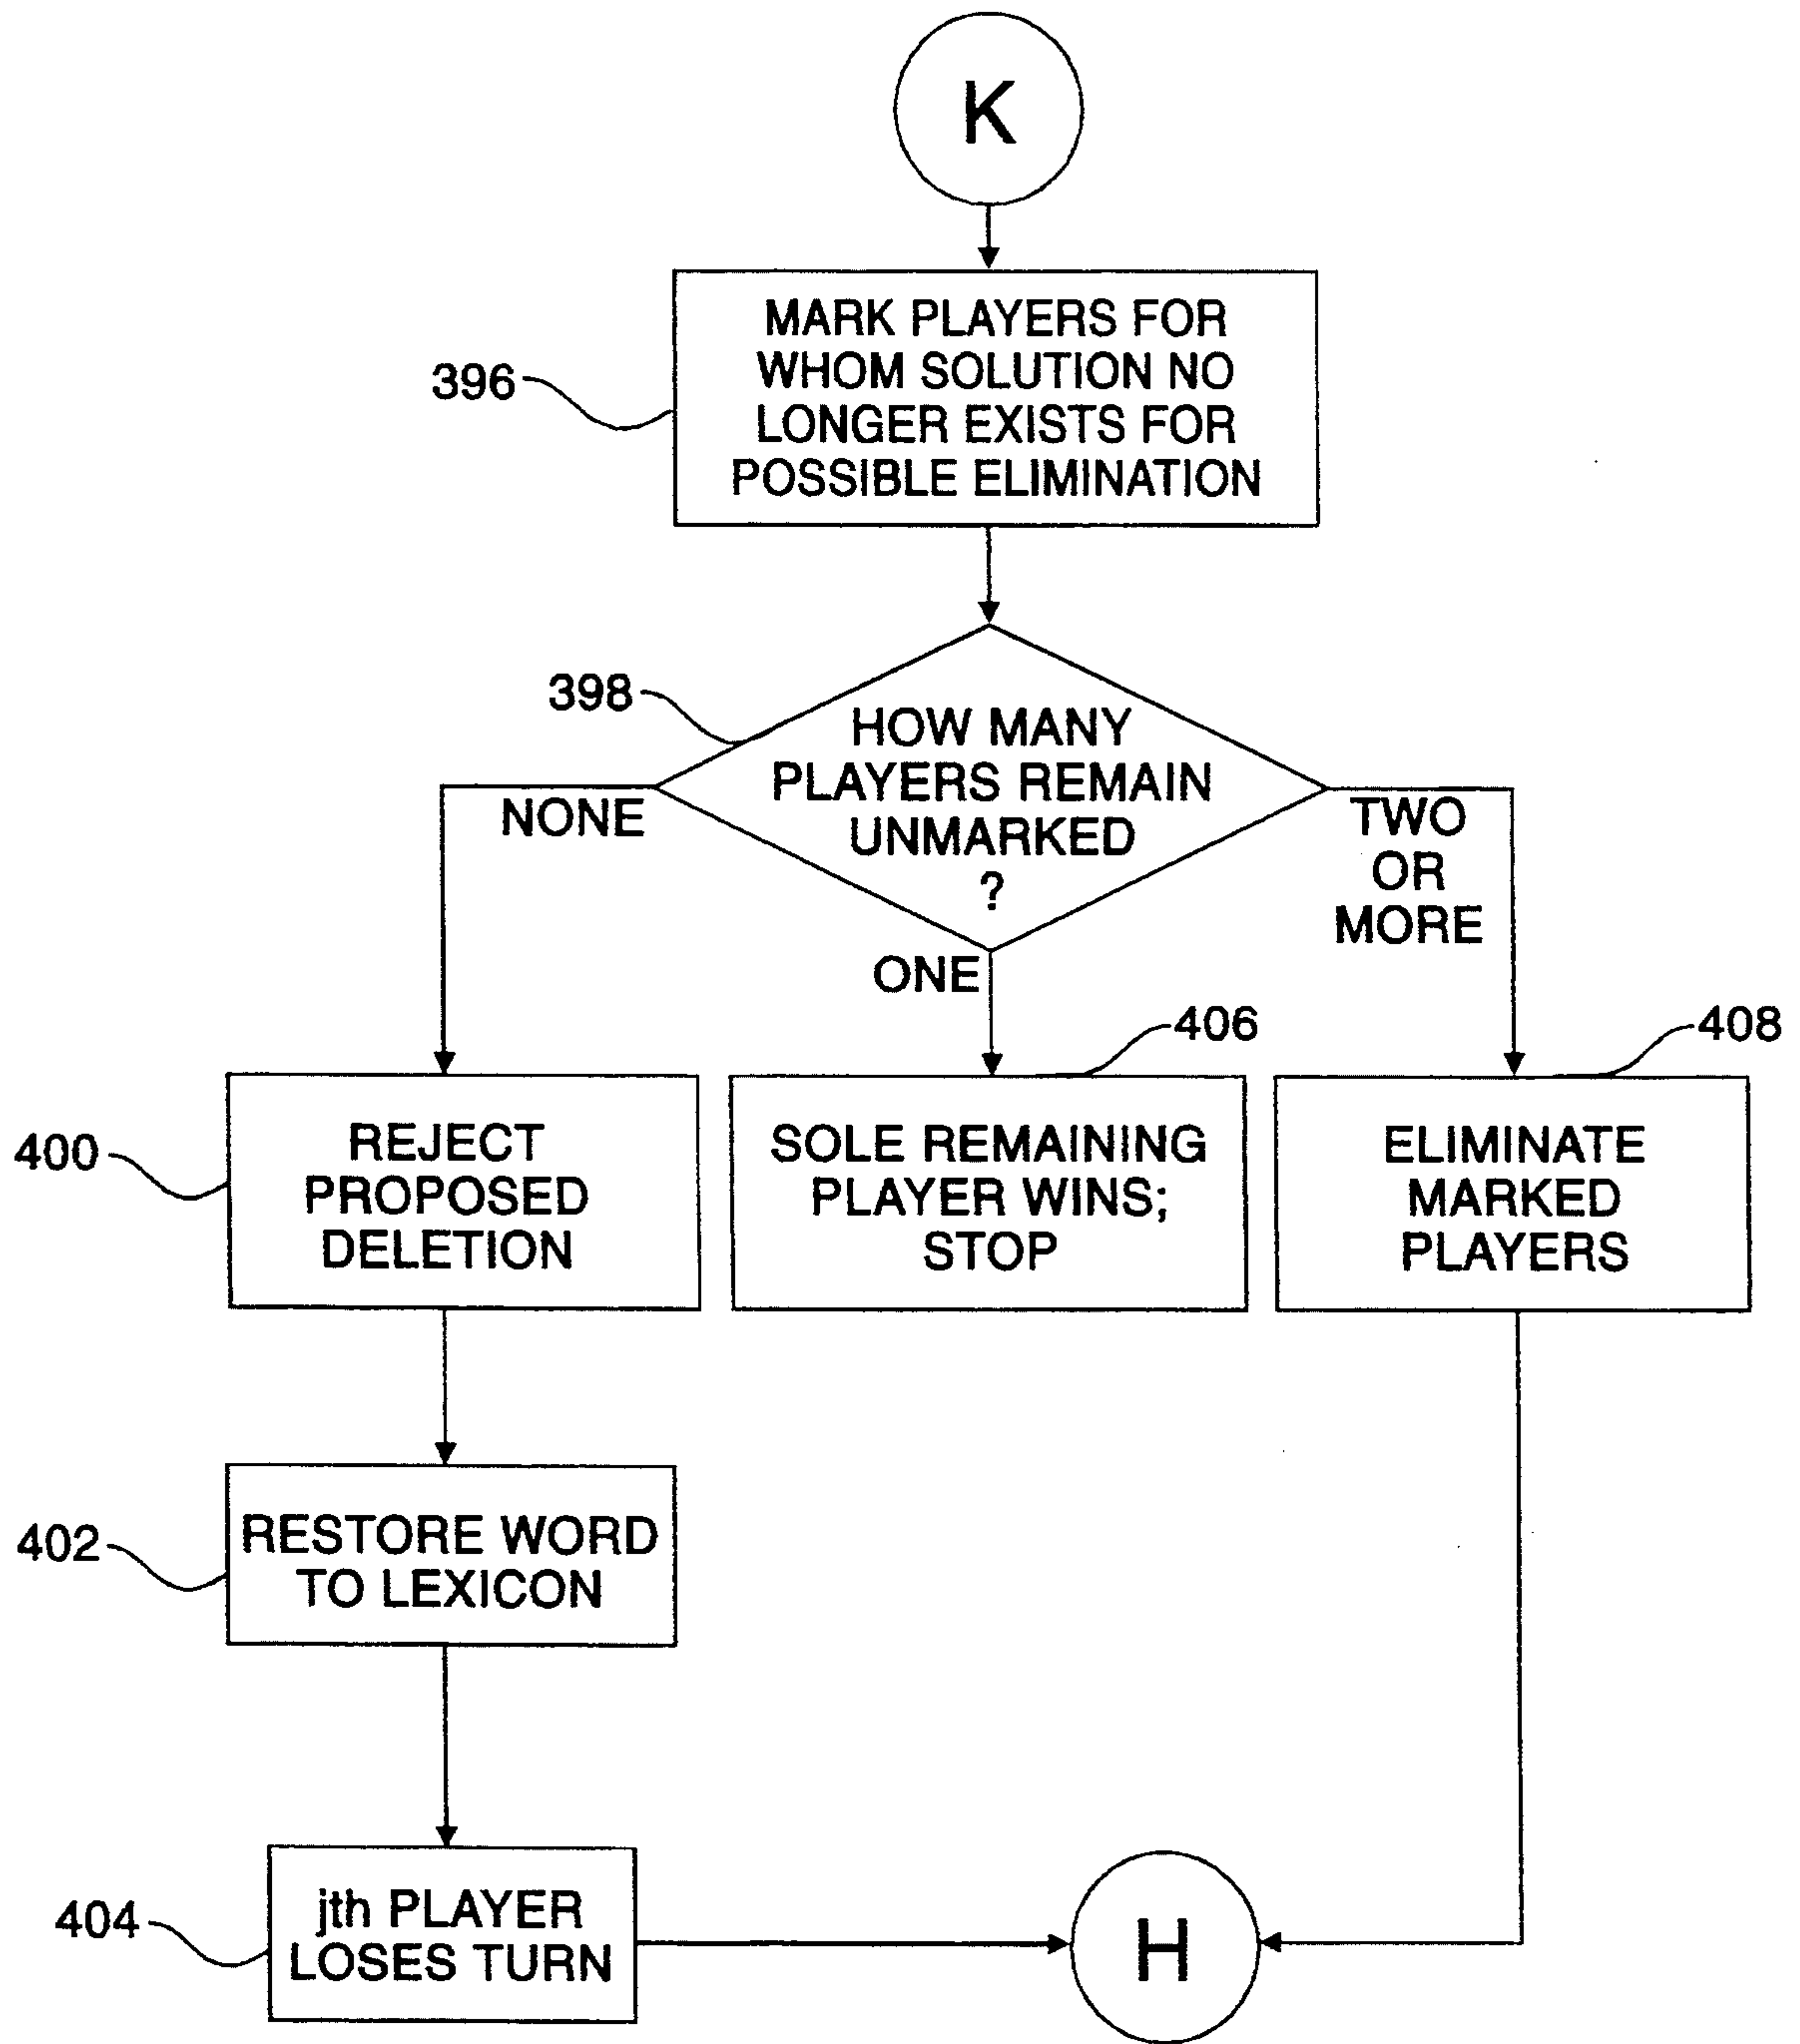 K
MARK PLAYERS FOR
WHOM SOLUTION NO
LONGER EXISTS FOR
POSSIBLE ELIMINATION
396
398
HOW MANY
PLAYERS REMAIN
UNMARKED
?
NONE
ONE
TWO
OR
MORE
400
REJECT
PROPOSED
DELETION
406
SOLE REMAINING
PLAYER WINS;
STOP
408
ELIMINATE
MARKED
PLAYERS
402
RESTORE WORD
TO LEXICON
404
jth PLAYER
LOSES TURN
H